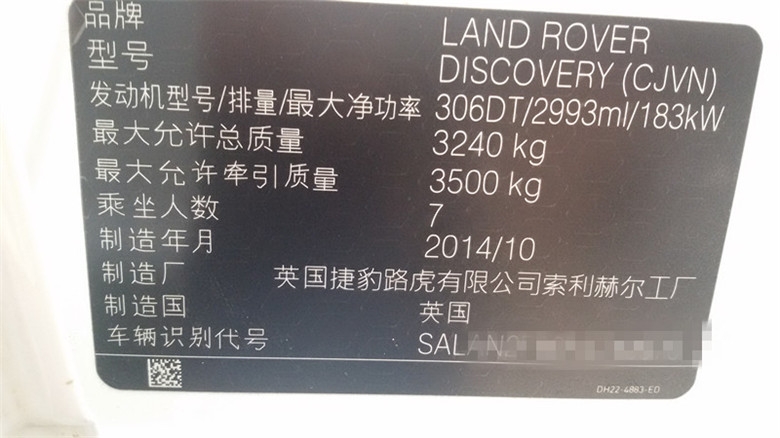 品牌 LAND ROVER
型号 DISCOVERY (CJVN)
发动机型号/排量/最大净功率 306DT/2993ml/183kW
最大允许总质量 3240 kg
最大允许牵引质量 3500 kg
乘坐人数 7
制造年月 2014/10
制造厂 英国捷豹路虎有限公司索利赫尔工厂
制造国 英国
车辆识别代号 SALAN2
DH22-4883-ED